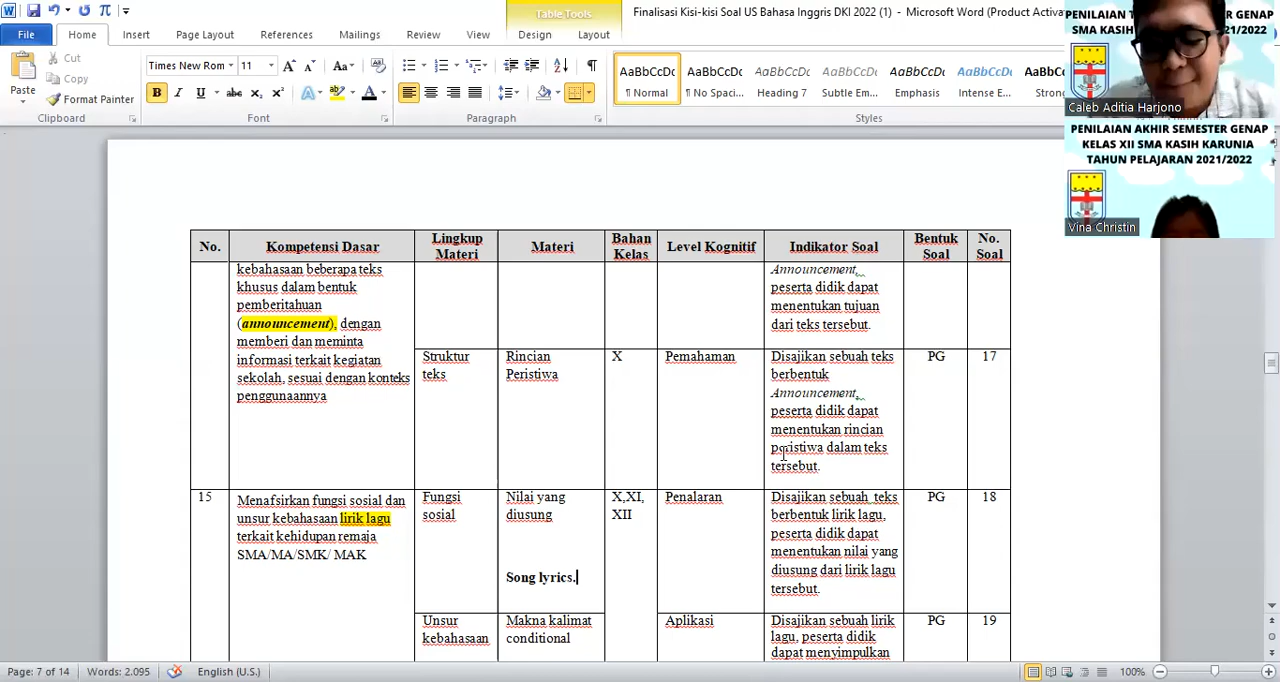 Table Tools
Finalisasi Kisi-kisi Soal US Bahasa Inggris DKI 2022 (1) - Microsoft Word (Product Activa
File Home Insert Page Layout References Mailings Review View Design Layout
Cut
Copy
Format Painter
Paste
Times New Rom 11
AaBbCcDc AaBbCcDc AaBbCcDc AaBbCcDc AaBbCcDc AaBbCcDc AaBbCc
¶ Normal ¶ No Spaci... Heading 7 Subtle Em... Emphasis Intense E... Strong
Clipboard Font Paragraph Styles
SMA KASIH
2021/2022
Caleb Aditia Harjono
PENILAIAN AKHIR SEMESTER GENAP
KELAS XII SMA KASIH KARUNIA
TAHUN PELAJARAN 2021/2022
Vina Christin
No. Kompetensi Dasar Lingkup Materi Materi Bahan Kelas Level Kognitif Indikator Soal Bentuk Soal No. Soal
kebahasaan beberapa teks
khusus dalam bentuk
pemberitahuan
(announcement), dengan
memberi dan meminta
informasi terkait kegiatan
sekolah, sesuai dengan konteks
penggunaannya
Announcement,
peserta didik dapat
menentukan tujuan
dari teks tersebut.
Struktur
teks
Rincian
Peristiwa
X
Pemahaman
Disajikan sebuah teks
berbentuk
Announcement,
peserta didik dapat
menentukan rincian
peristiwa dalam teks
tersebut.
PG
17
15
Menafsirkan fungsi sosial dan
unsur kebahasaan lirik lagu
terkait kehidupan remaja
SMA/MA/SMK/ MAK
Fungsi
sosial
Nilai yang
diusung
Song lyrics.
X,XI,
XII
Penalaran
Disajikan sebuah teks
berbentuk lirik lagu,
peserta didik dapat
menentukan nilai yang
diusung dari lirik lagu
tersebut.
PG
18
Unsur
kebahasaan
Makna kalimat
conditional
Aplikasi
Disajikan sebuah lirik
lagu, peserta didik
dapat menyimpulkan
PG
19
Page: 7 of 14 Words: 2.095 English (U.S.) 100%